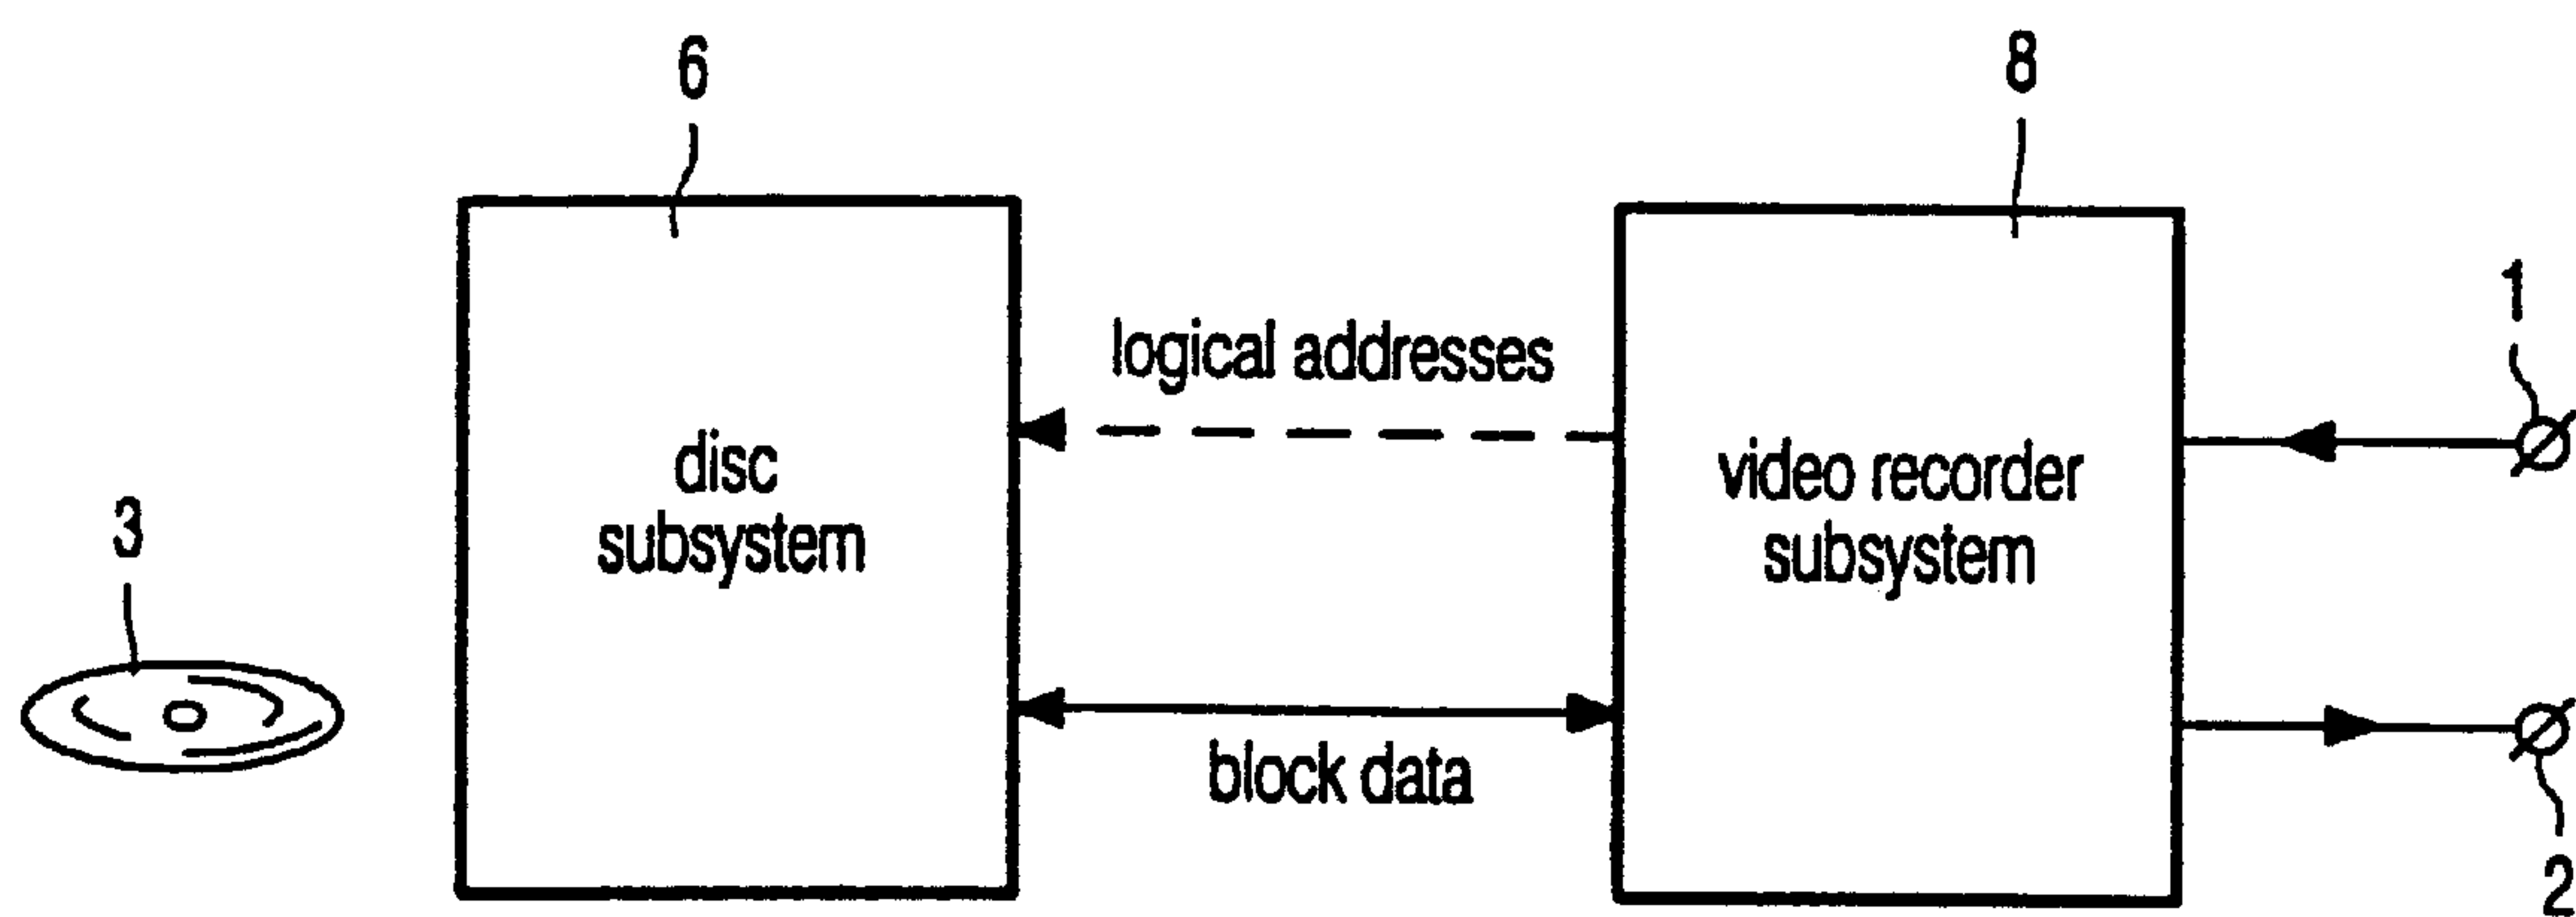 6
8
1
logical addresses
disc
subsystem
video recorder
subsystem
3
block data
2